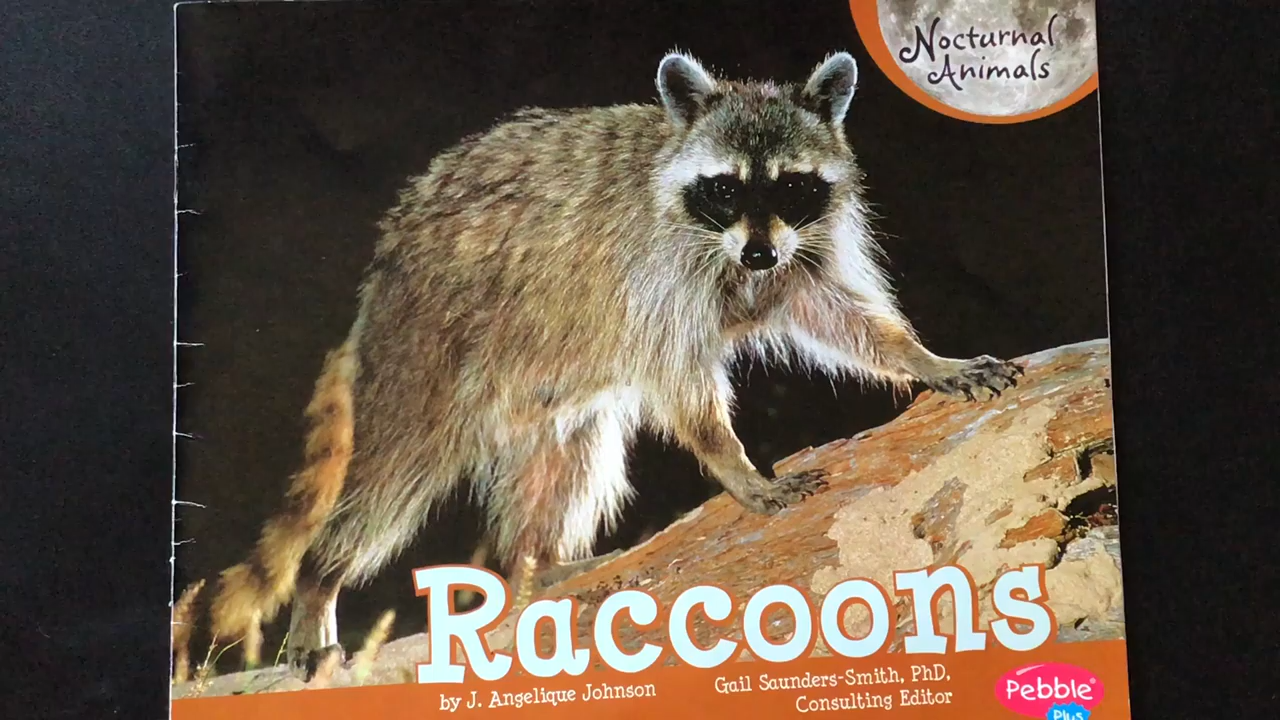 Nocturnal
Animals
Raccoons
by J. Angelique Johnson
Gail Saunders-Smith, PhD,
Consulting Editor
Pebble®
Plus